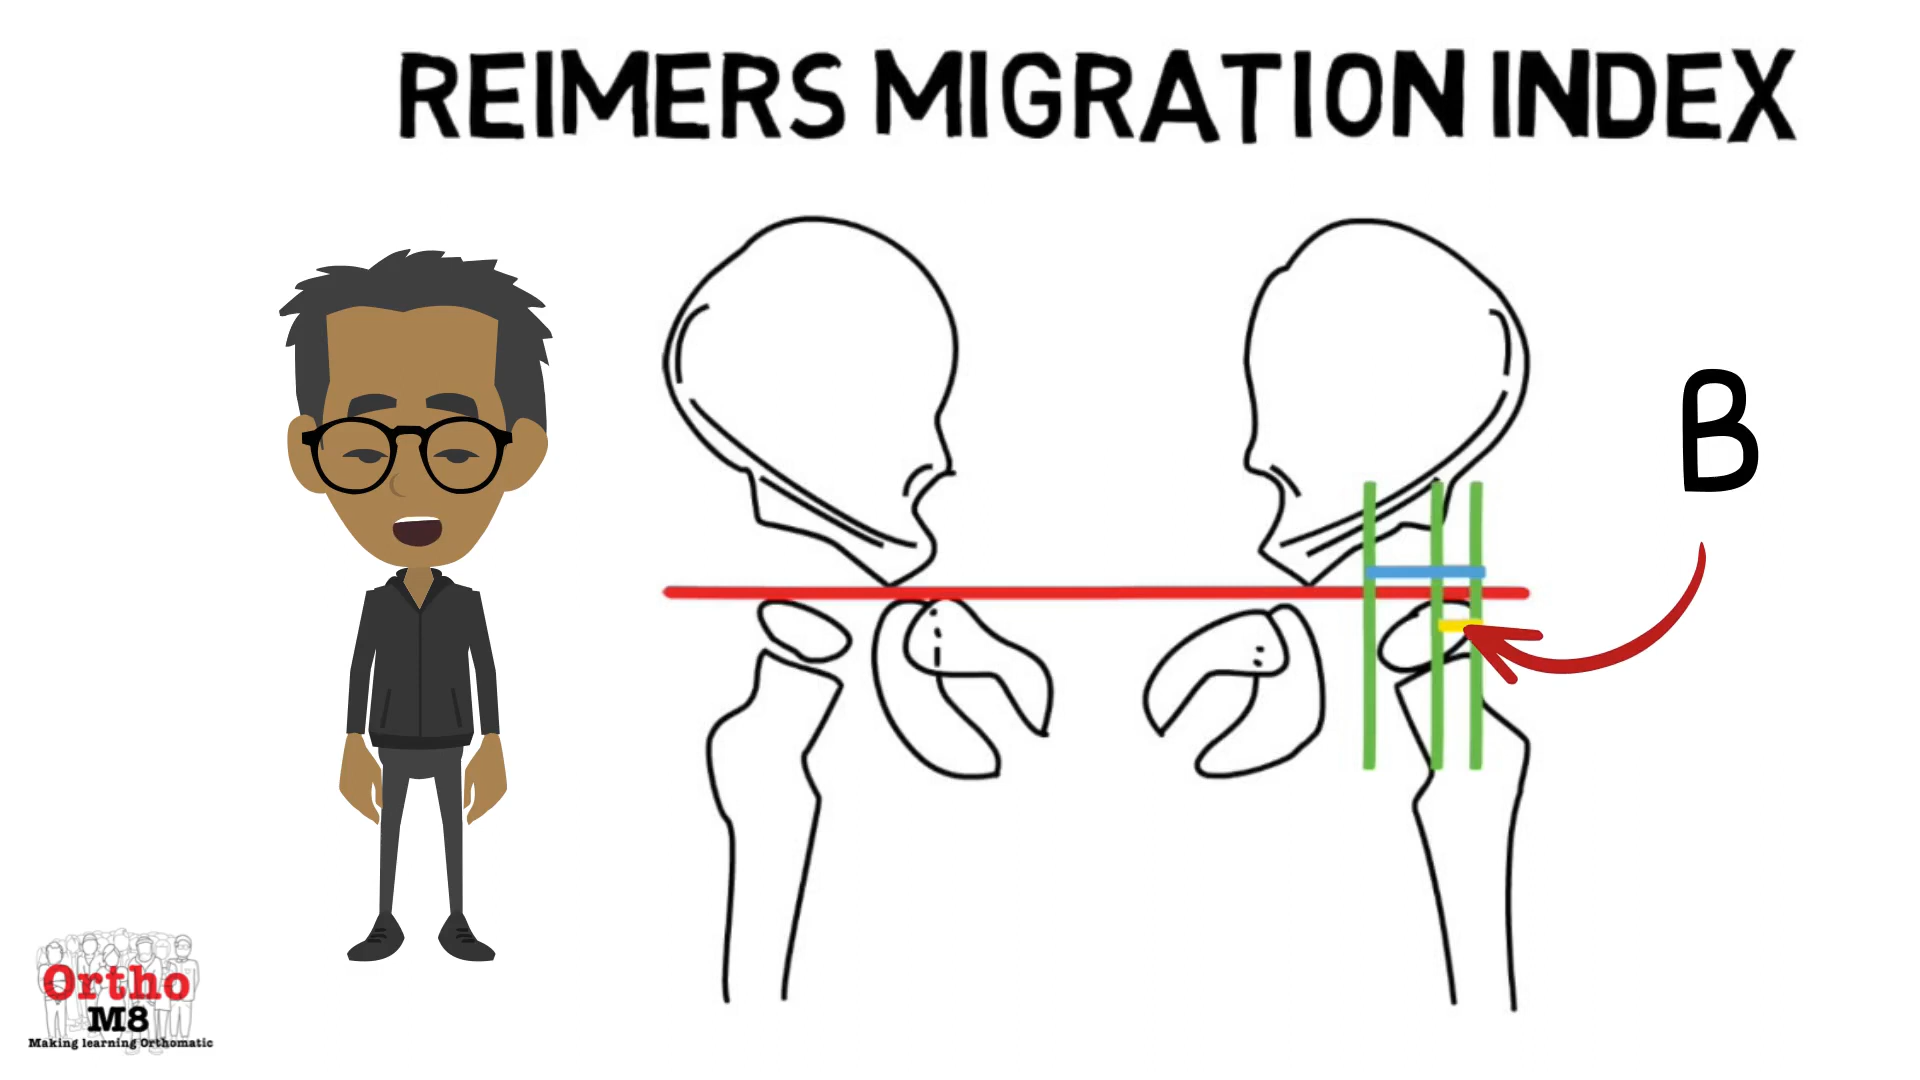 REIMERS MIGRATION INDEX
B
Ortho
M8
Making learning Orthomatic